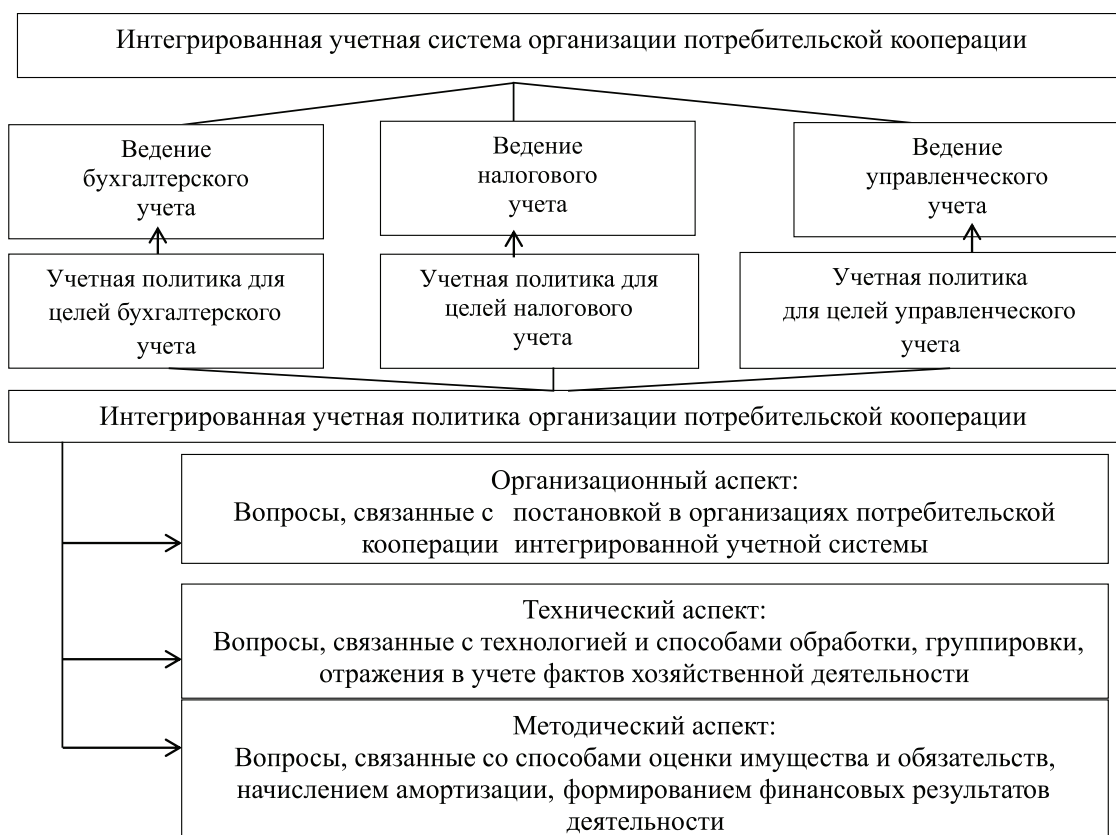 Интегрированная учетная система организации потребительской кооперации
Ведение
бухгалтерского
учета
Ведение
налогового
учета
Ведение
управленческого
учета
Учетная политика для
целей бухгалтерского
учета
Учетная политика для
целей налогового
учета
Учетная политика
для целей управленческого
учета
Интегрированная учетная политика организации потребительской кооперации
Организационный аспект:
Вопросы, связанные с постановкой в организациях потребительской
кооперации интегрированной учетной системы
Технический аспект:
Вопросы, связанные с технологией и способами обработки, группировки,
отражения в учете фактов хозяйственной деятельности
Методический аспект:
Вопросы, связанные со способами оценки имущества и обязательств,
начислением амортизации, формированием финансовых результатов
деятельности